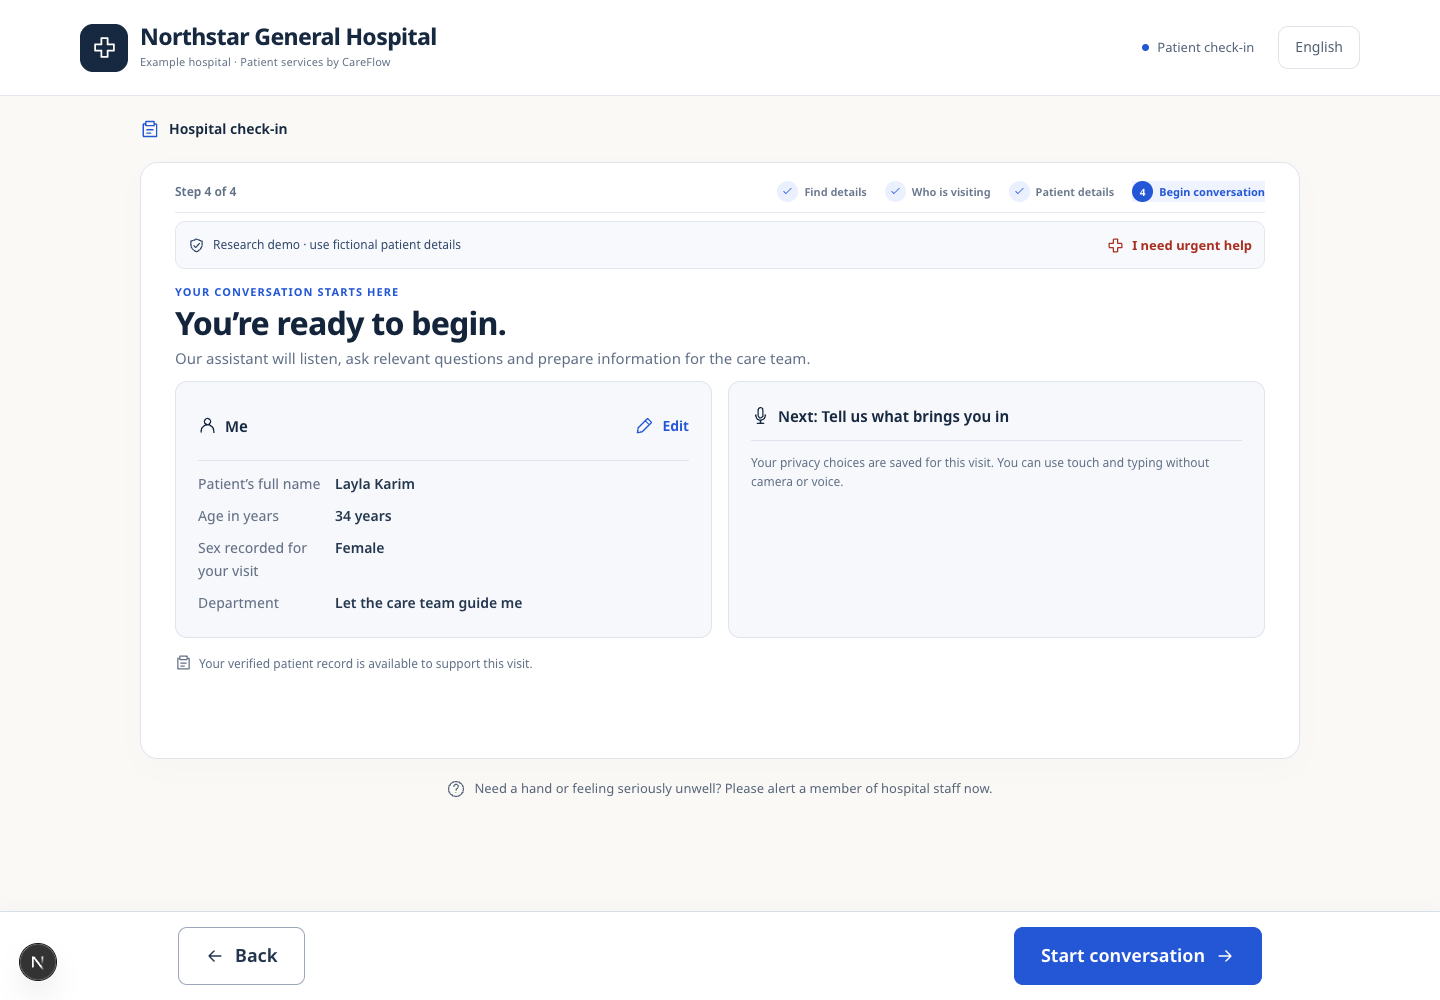 Northstar General Hospital
Example hospital · Patient services by CareFlow
Patient check-in
English
Hospital check-in
Step 4 of 4
Find details
Who is visiting
Patient details
4 Begin conversation
Research demo · use fictional patient details
I need urgent help
YOUR CONVERSATION STARTS HERE
You’re ready to begin.
Our assistant will listen, ask relevant questions and prepare information for the care team.
Me
Edit
Patient’s full name Layla Karim
Age in years 34 years
Sex recorded for Female
your visit
Department Let the care team guide me
Next: Tell us what brings you in
Your privacy choices are saved for this visit. You can use touch and typing without
camera or voice.
Your verified patient record is available to support this visit.
Need a hand or feeling seriously unwell? Please alert a member of hospital staff now.
N
Back
Start conversation